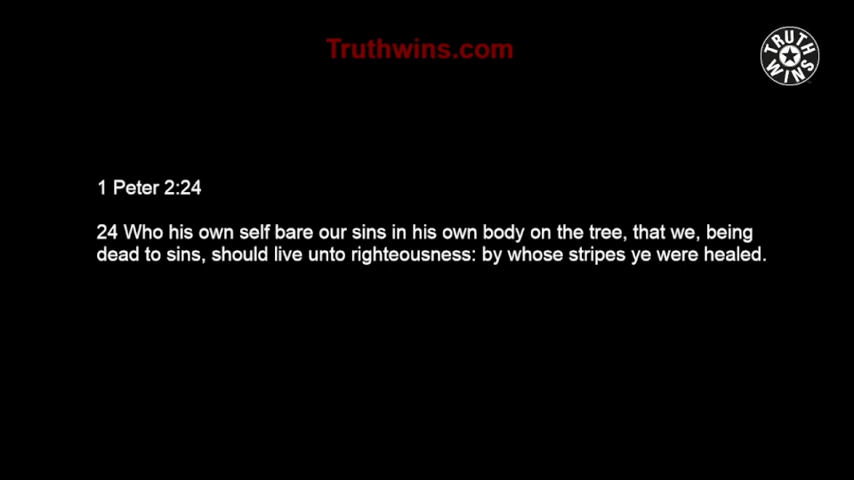 Truthwins.com
TRUTH
WINS
1 Peter 2:24
24 Who his own self bare our sins in his own body on the tree, that we, being
dead to sins, should live unto righteousness: by whose stripes ye were healed.